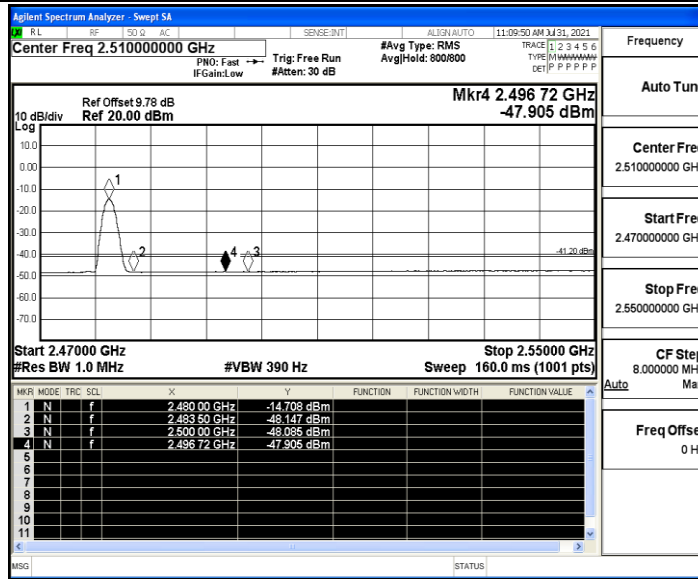 Agilent Spectrum Analyzer - Swept SA
RL RF 50 Ω AC SENSE:INT ALIGN AUTO 11:09:50 AM Jul 31, 2021
Center Freq 2.510000000 GHz
PNO: Fast
IFGain:Low
Trig: Free Run
#Atten: 30 dB
#Avg Type: RMS
Avg|Hold: 800/800
TRACE 1 2 3 4 5 6
TYPE M WWWWW
DET P P P P P P
Ref Offset 9.78 dB
10 dB/div Ref 20.00 dBm
Log
Mkr4 2.496 72 GHz
-47.905 dBm
10.0
0.00
-10.0
-20.0
-30.0
-40.0
-50.0
-60.0
-70.0
1
2
4
3
-41.20 dBm
Start 2.47000 GHz Stop 2.55000 GHz
#Res BW 1.0 MHz #VBW 390 Hz Sweep 160.0 ms (1001 pts)
MKR MODE TRC SCL X Y FUNCTION FUNCTION WIDTH FUNCTION VALUE
1 N f 2.480 00 GHz -14.708 dBm
2 N f 2.483 50 GHz -48.147 dBm
3 N f 2.500 00 GHz -48.085 dBm
4 N f 2.496 72 GHz -47.905 dBm
5
6
7
8
9
10
11
MSG STATUS
Frequency
Auto Tun
Center Fre
2.510000000 GH
Start Fre
2.470000000 GH
Stop Fre
2.550000000 GH
CF Ste
8.000000 MH
Auto Ma
Freq Offse
0 H